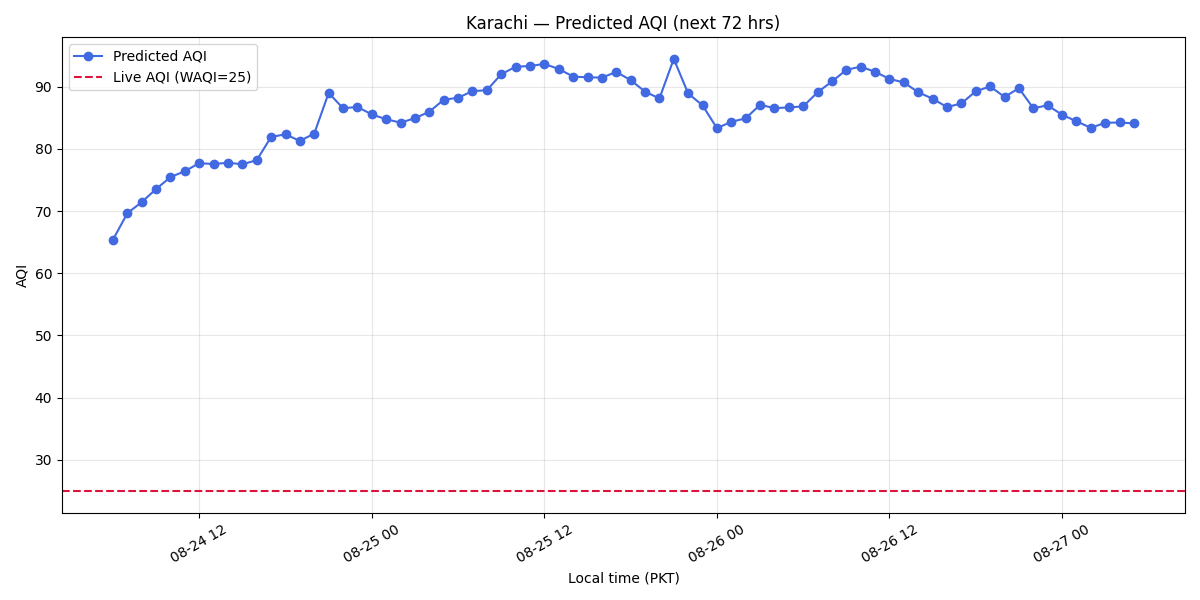 Karachi — Predicted AQI (next 72 hrs)
Predicted AQI
Live AQI (WAQI=25)
AQI
90
80
70
60
50
40
30
08-24 12
08-25 00
08-25 12
08-26 00
08-26 12
08-27 00
Local time (PKT)